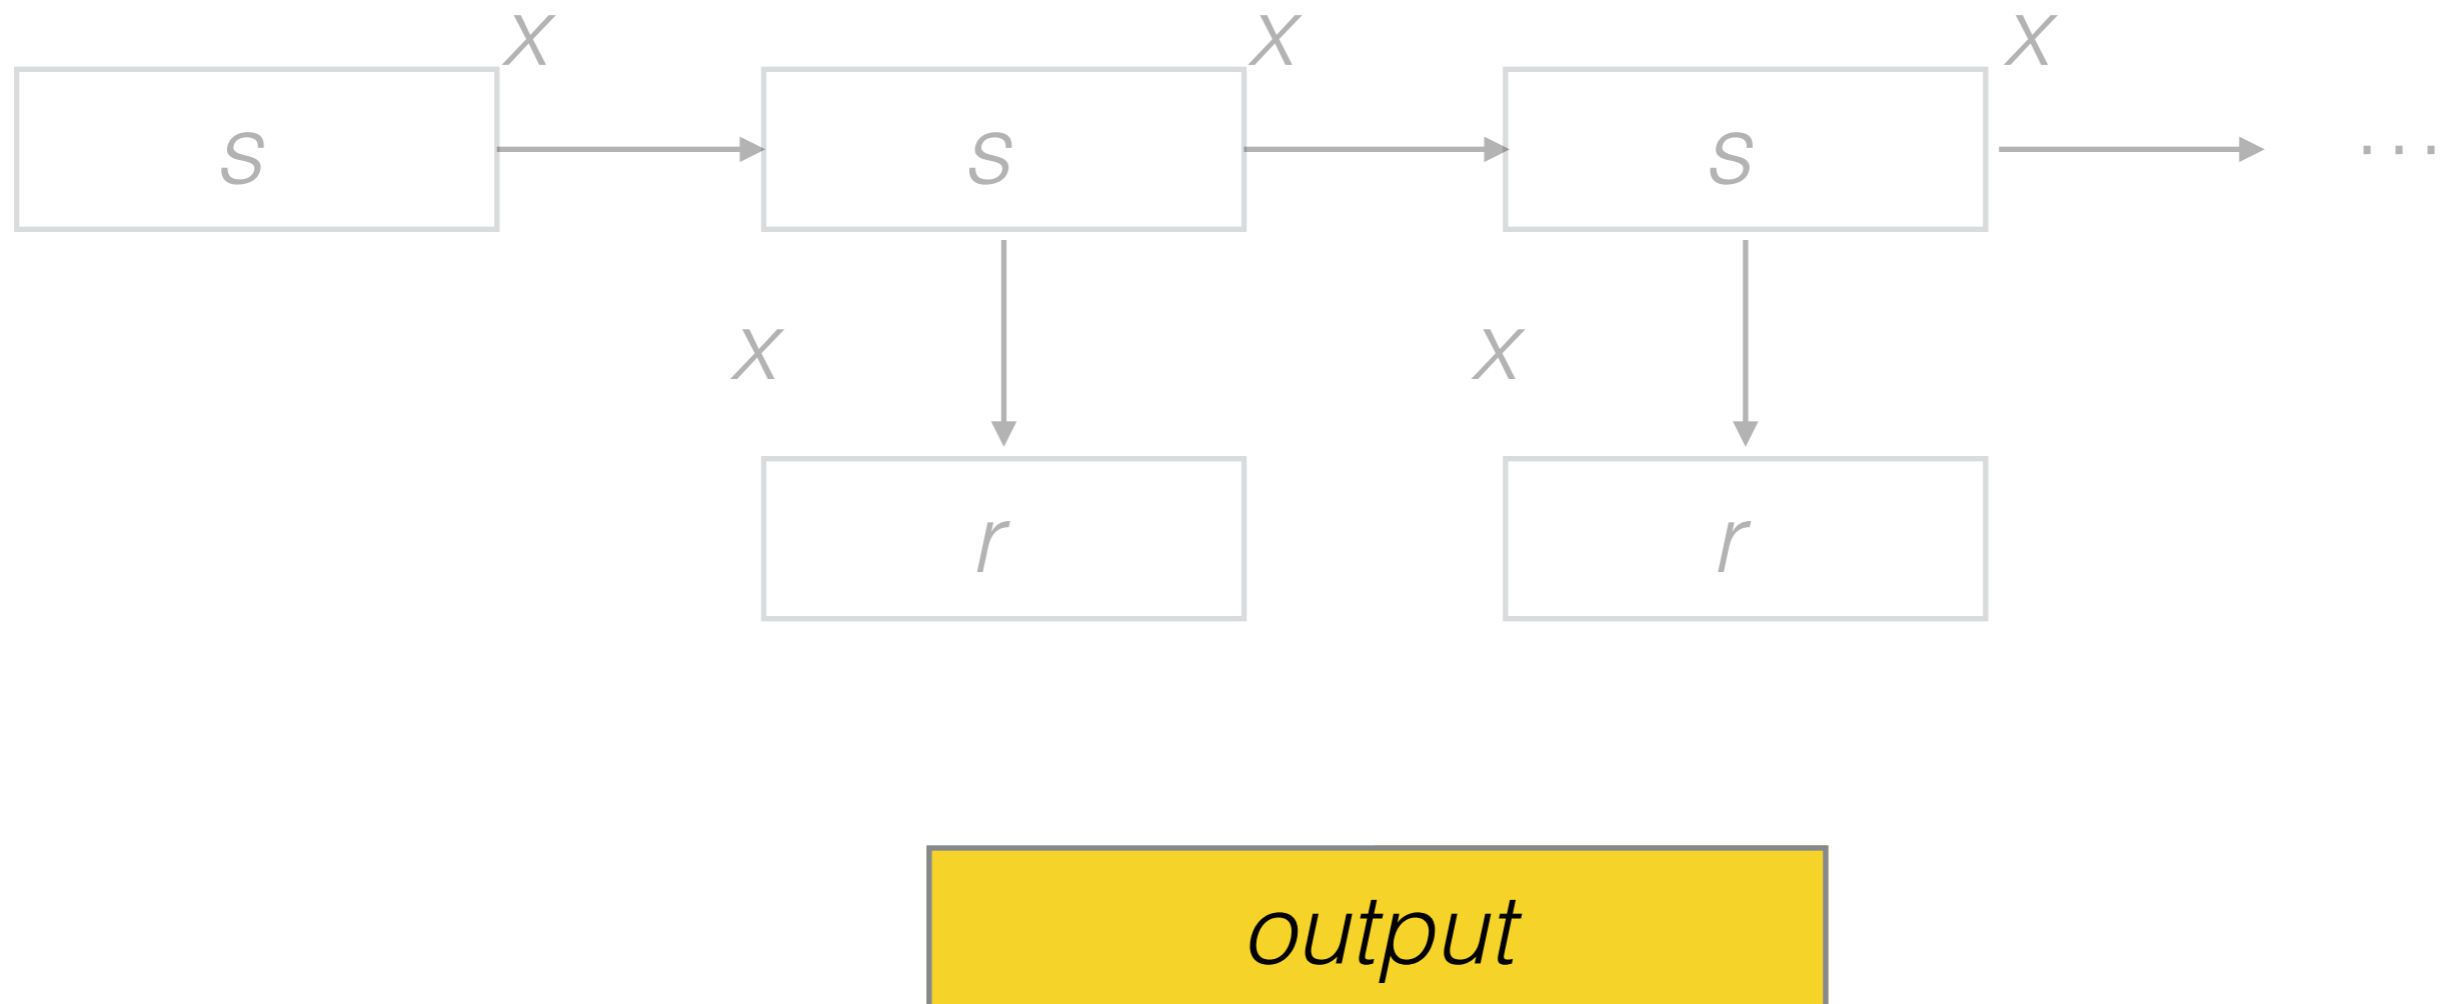 X X X
S S S ...
X X
r r
output